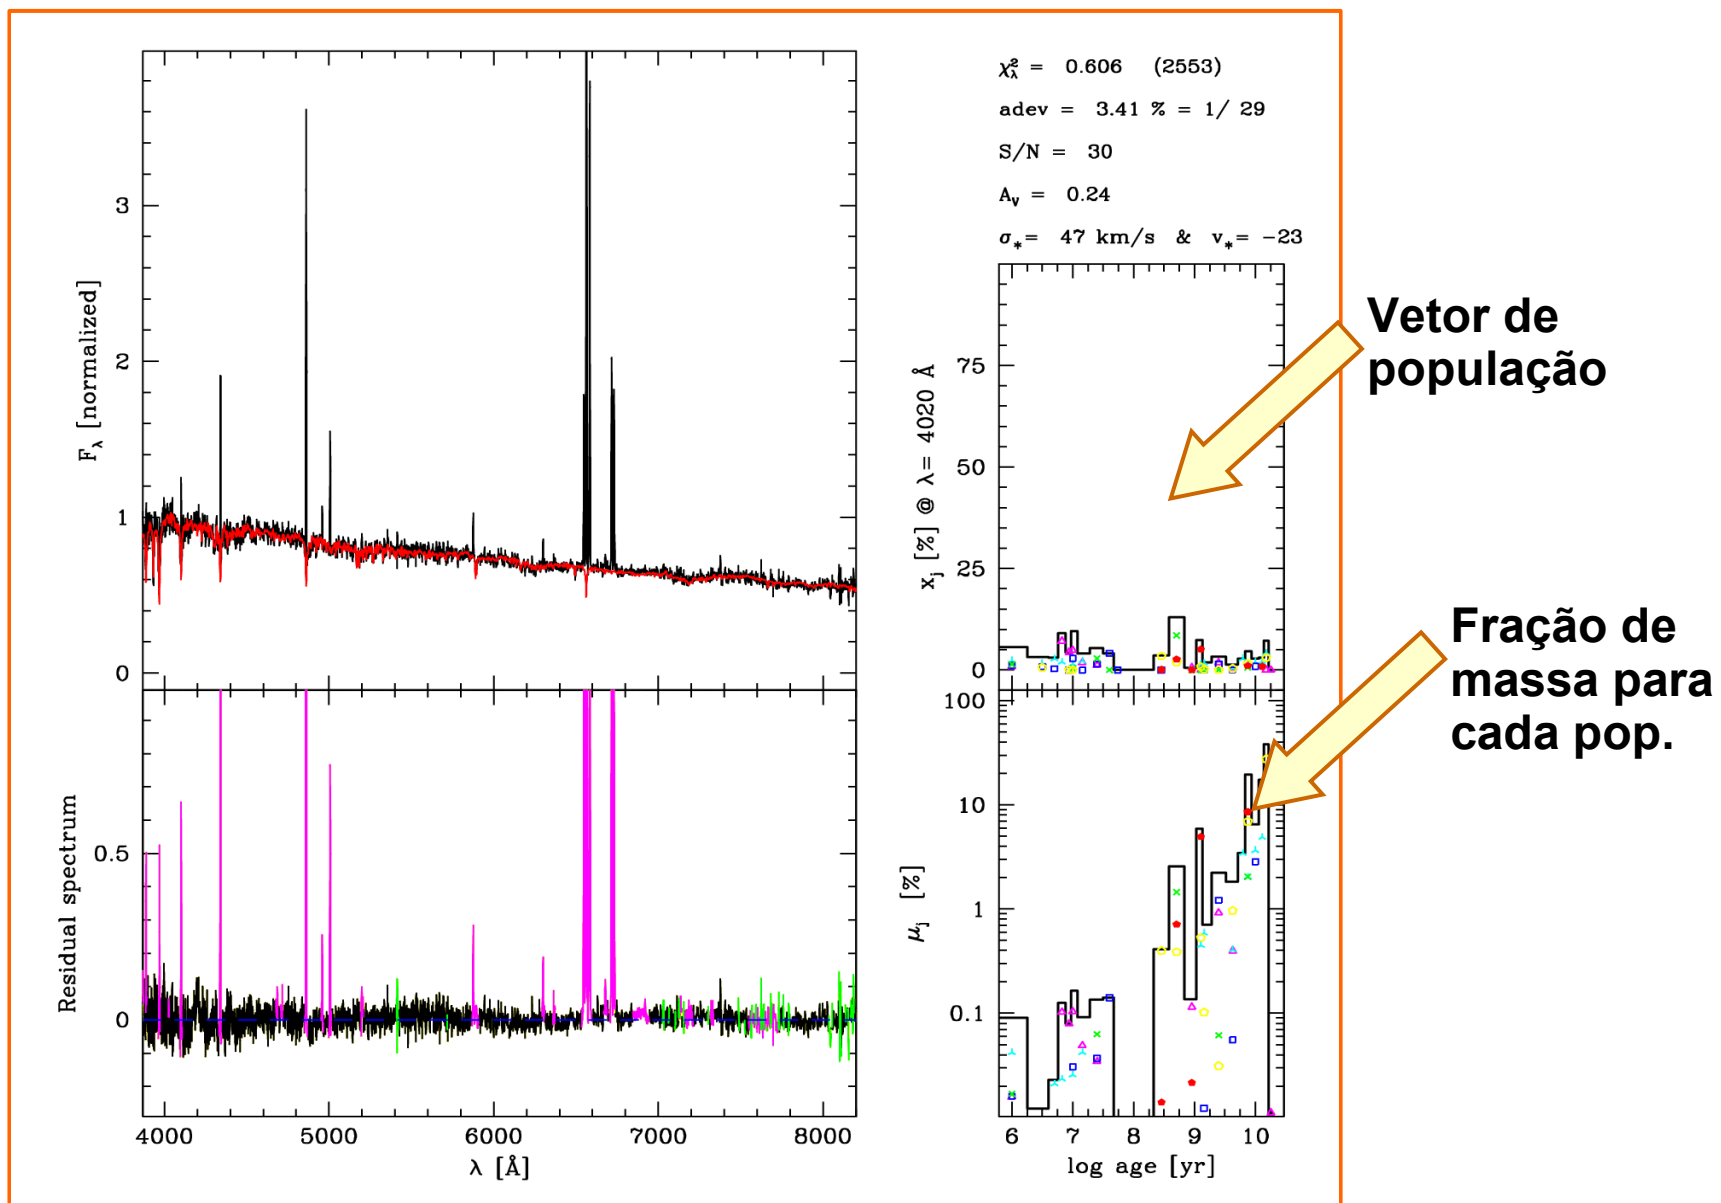 χ²λ = 0.606 (2553)
adev = 3.41 % = 1/ 29
S/N = 30
AV = 0.24
σ*= 47 km/s & v*= −23
Fλ [normalized]
3
2
1
0
Residual spectrum
0.5
0
4000 5000 6000 7000 8000
λ [Å]
xj [%] @ λ= 4020 Å
75
50
25
0
μj [%]
100
10
1
0.1
6 7 8 9 10
log age [yr]
Vetor de
população
Fração de
massa para
cada pop.